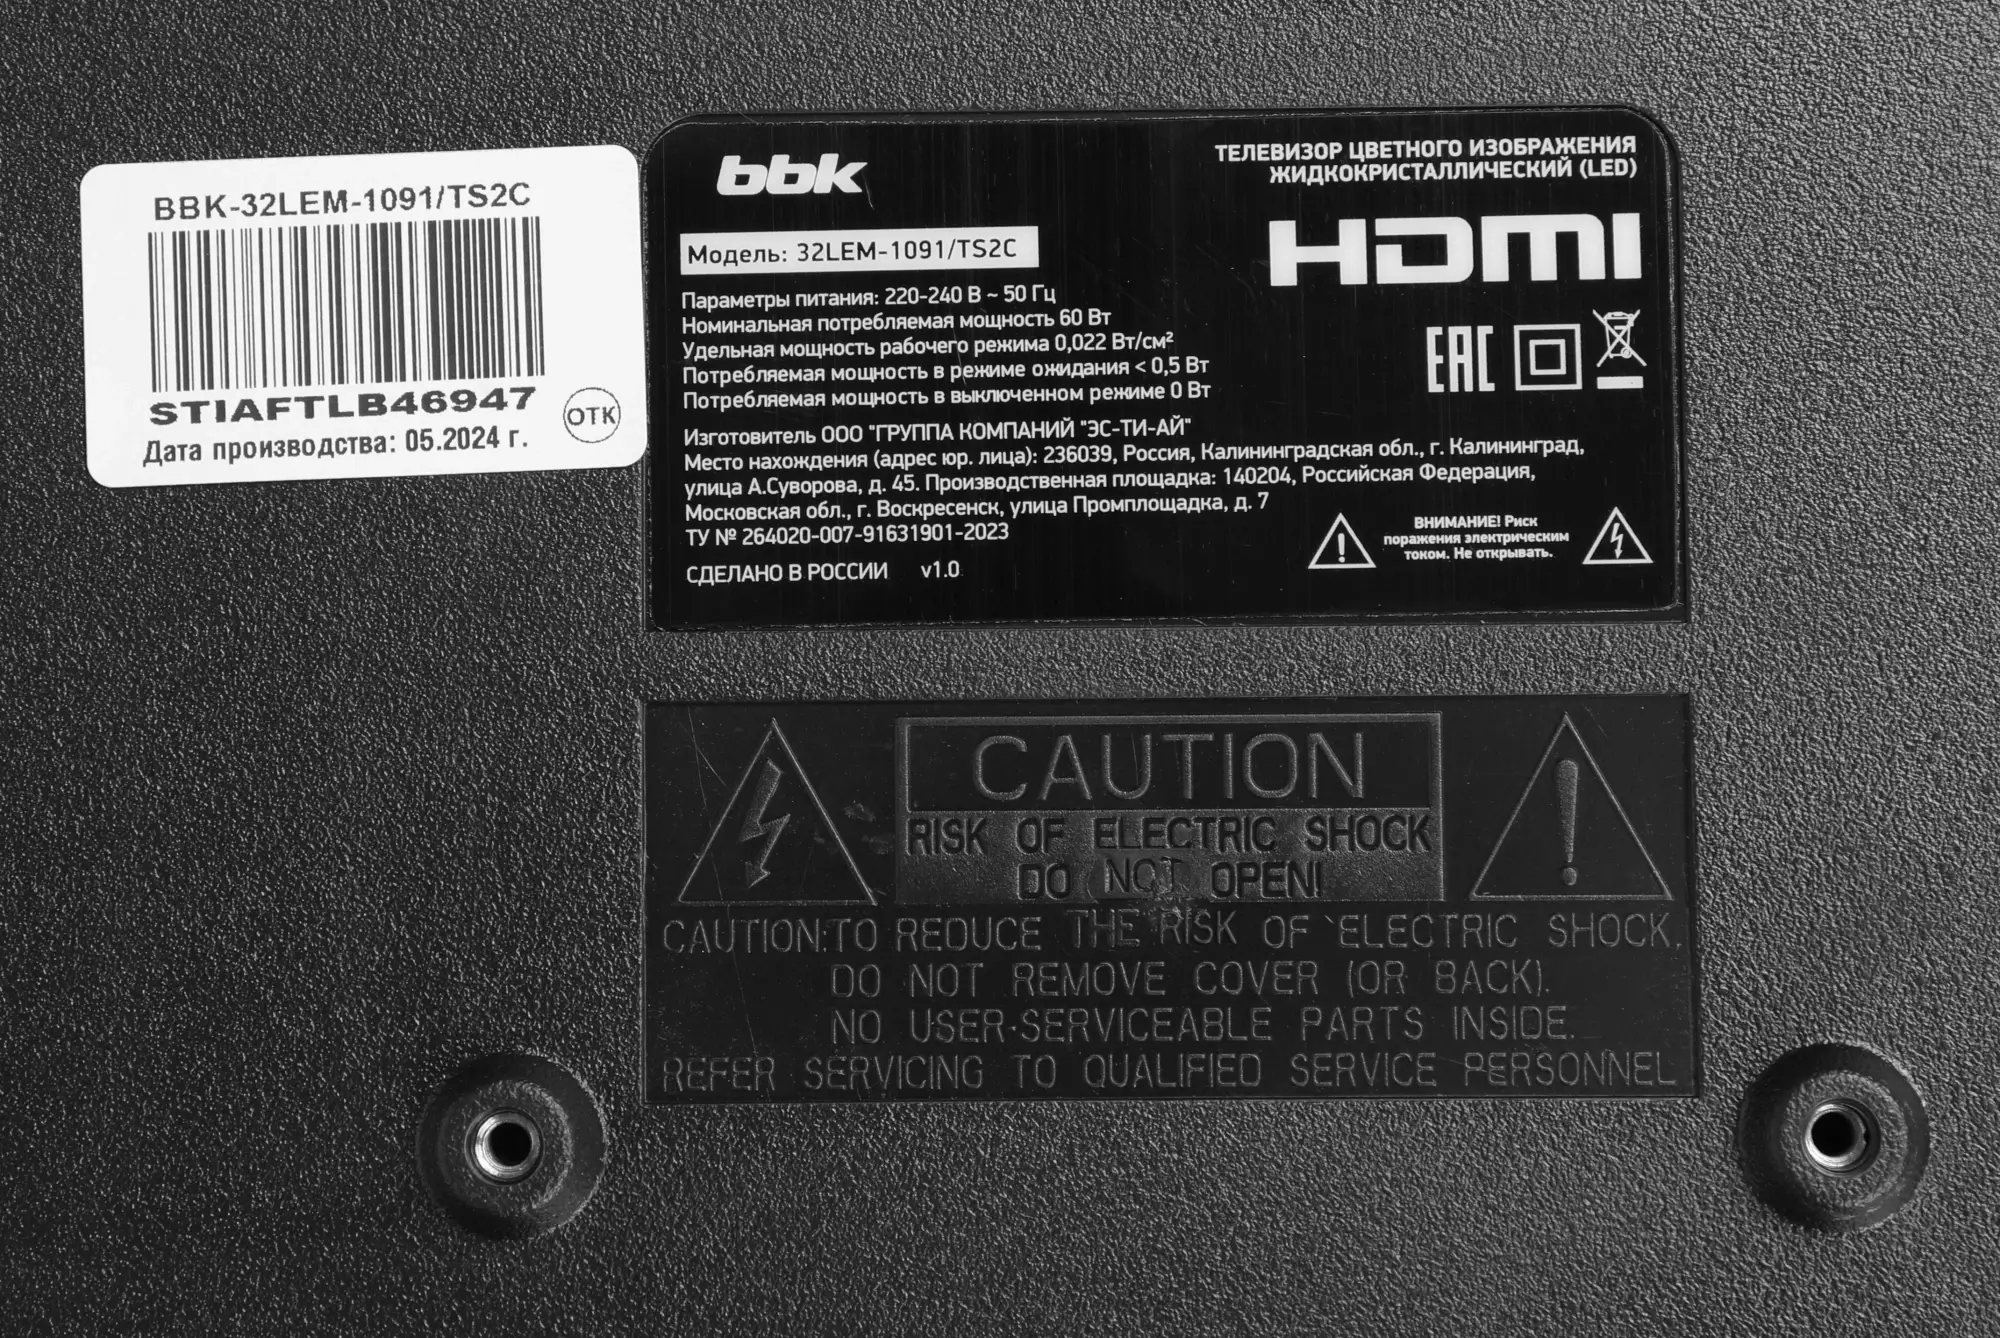 BBK-32LEM-1091/TS2C
STIAFTLB46947
Дата производства: 05.2024 г.
ОТК
bbk
ТЕЛЕВИЗОР ЦВЕТНОГО ИЗОБРАЖЕНИЯ
ЖИДКОКРИСТАЛЛИЧЕСКИЙ (LED)
HDMI
Модель: 32LEM-1091/TS2C
Параметры питания: 220-240 В ~ 50 Гц
Номинальная потребляемая мощность 60 Вт
Удельная мощность рабочего режима 0,022 Вт/см²
Потребляемая мощность в режиме ожидания < 0,5 Вт
Потребляемая мощность в выключенном режиме 0 Вт
EAC
Изготовитель ООО "ГРУППА КОМПАНИЙ "ЭС-ТИ-АЙ"
Место нахождения (адрес юр. лица): 236039, Россия, Калининградская обл., г. Калининград,
улица А.Суворова, д. 45. Производственная площадка: 140204, Российская Федерация,
Московская обл., г. Воскресенск, улица Промплощадка, д. 7
ТУ № 264020-007-91631901-2023
СДЕЛАНО В РОССИИ v1.0
ВНИМАНИЕ! Риск
поражения электрическим
током. Не открывать.
CAUTION
RISK OF ELECTRIC SHOCK
DO NOT OPEN!
CAUTION:TO REDUCE THE RISK OF ELECTRIC SHOCK,
DO NOT REMOVE COVER (OR BACK).
NO USER-SERVICEABLE PARTS INSIDE.
REFER SERVICING TO QUALIFIED SERVICE PERSONNEL